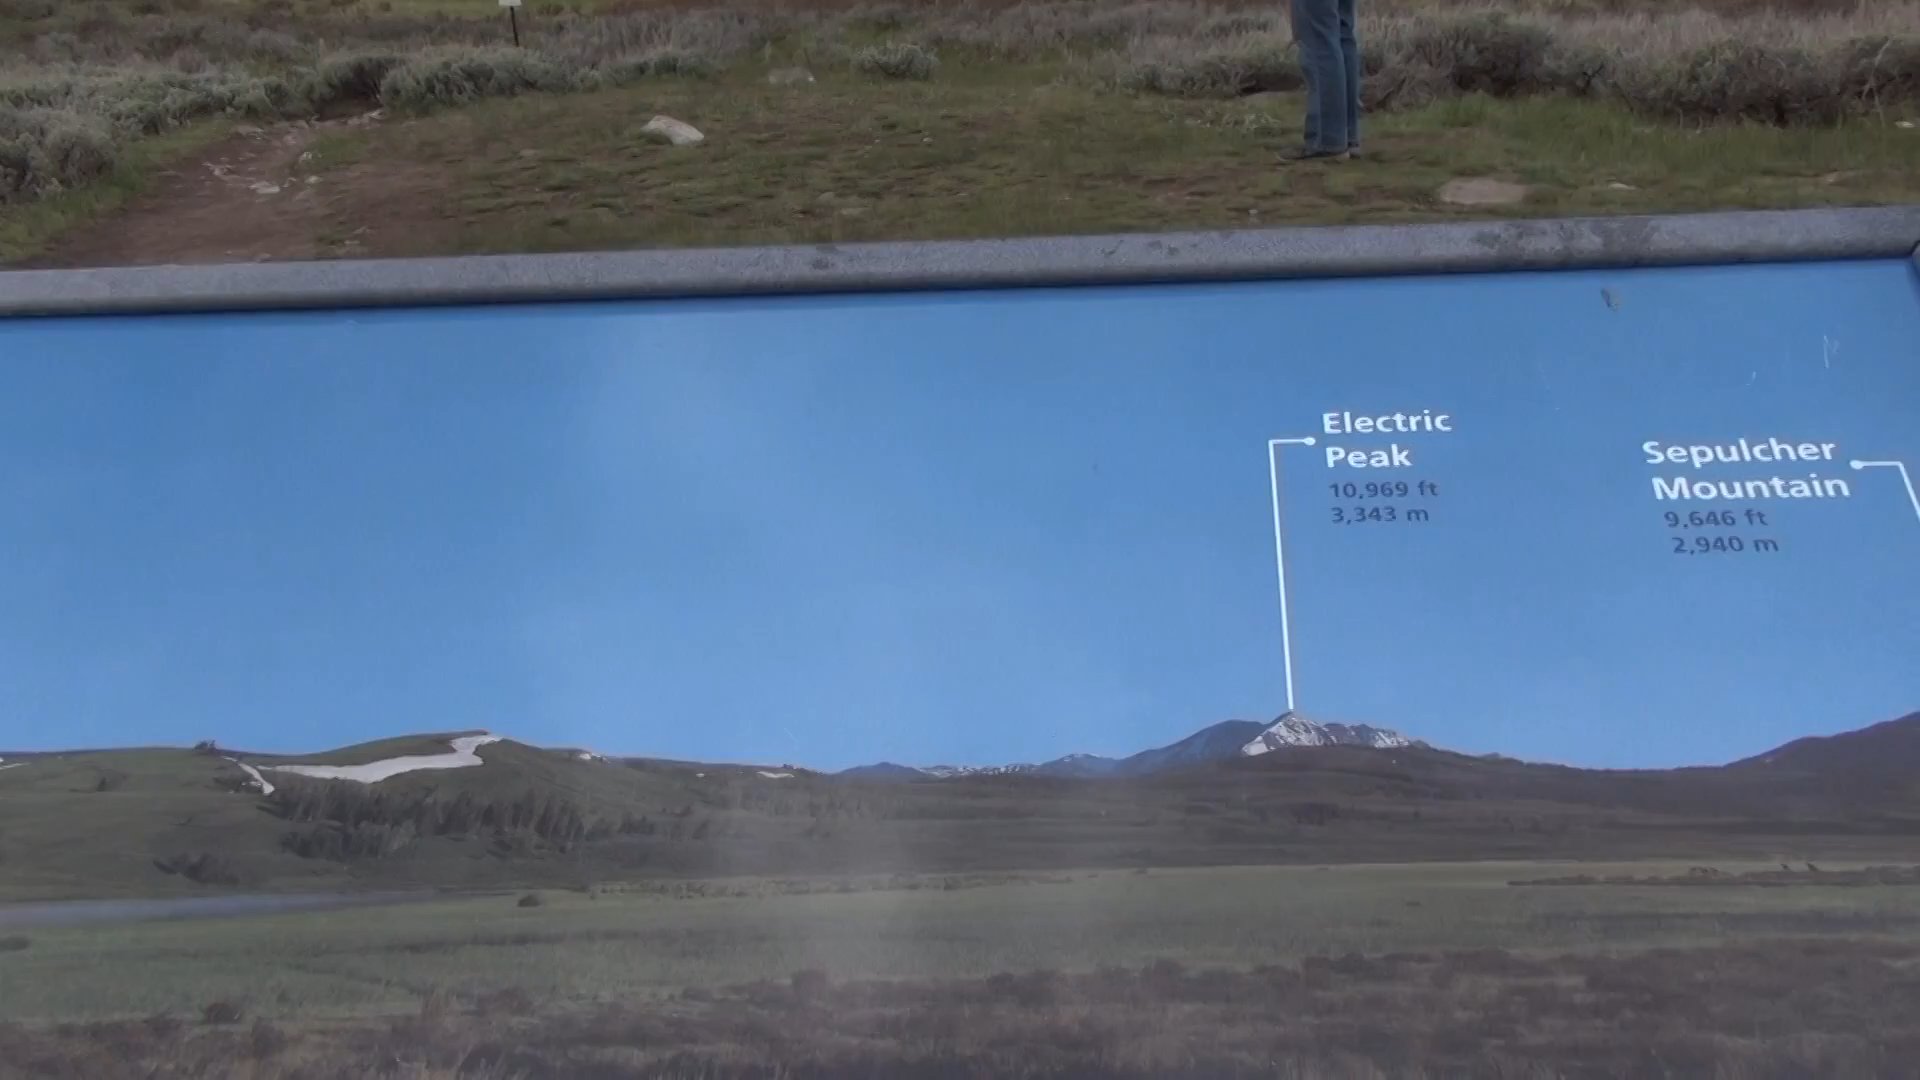 Electric
Peak
10,969 ft
3,343 m
Sepulcher
Mountain
9,646 ft
2,940 m